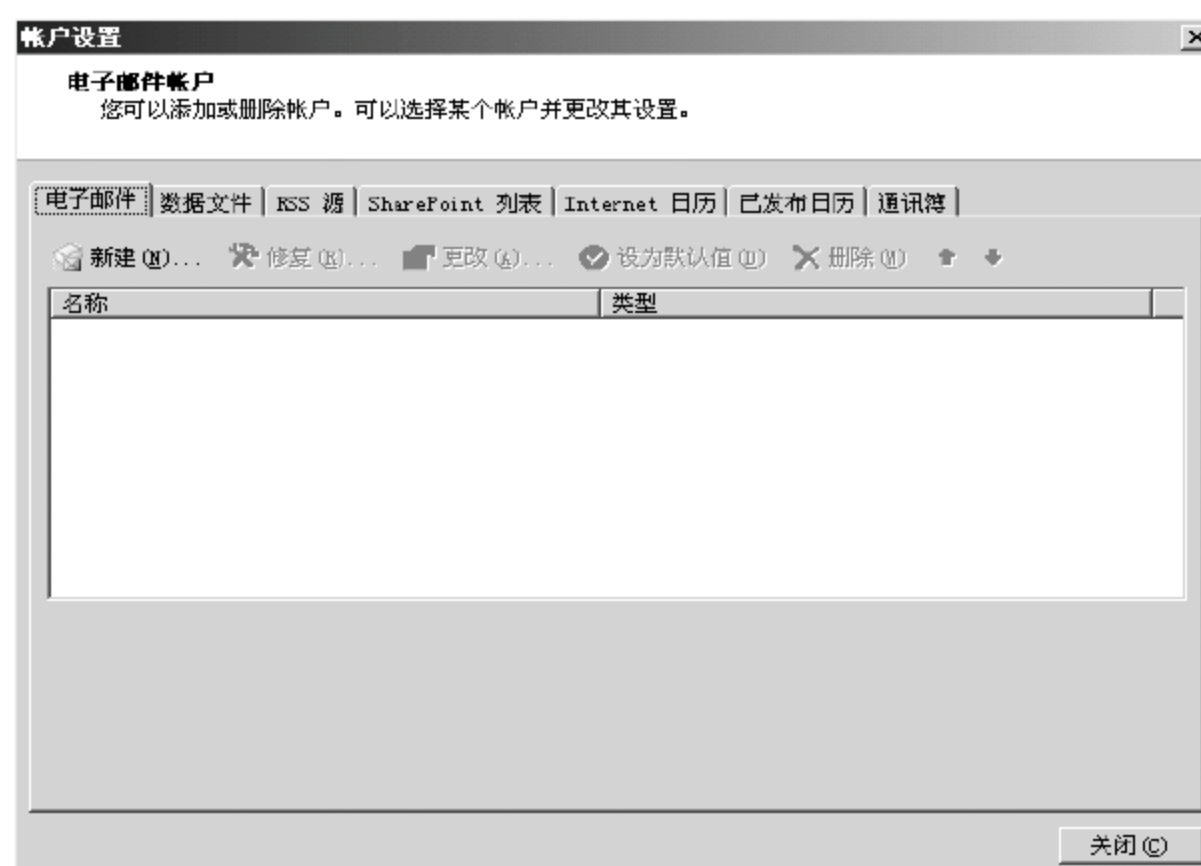 帐户设置
电子邮件帐户
您可以添加或删除帐户。可以选择某个帐户并更改其设置。
电子邮件 数据文件 RSS 源 SharePoint 列表 Internet 日历 已发布日历 通讯簿
新建(N)... 修复(R)... 更改(A)... 设为默认值(D) 删除(M)
名称 类型
关闭(C)